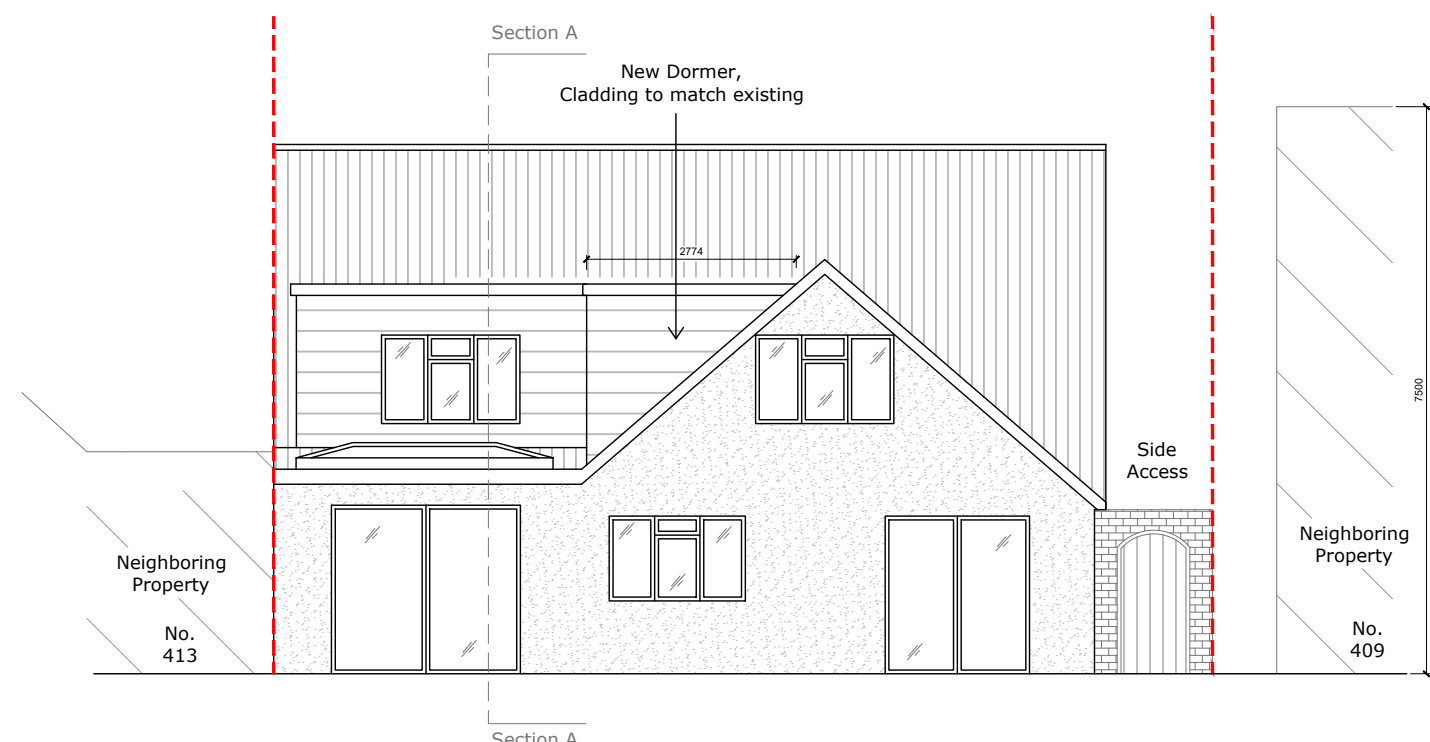 Section A
New Dormer,
Cladding to match existing
2774
7500
Side
Access
Neighboring
Property
No.
413
Neighboring
Property
No.
409
Section A